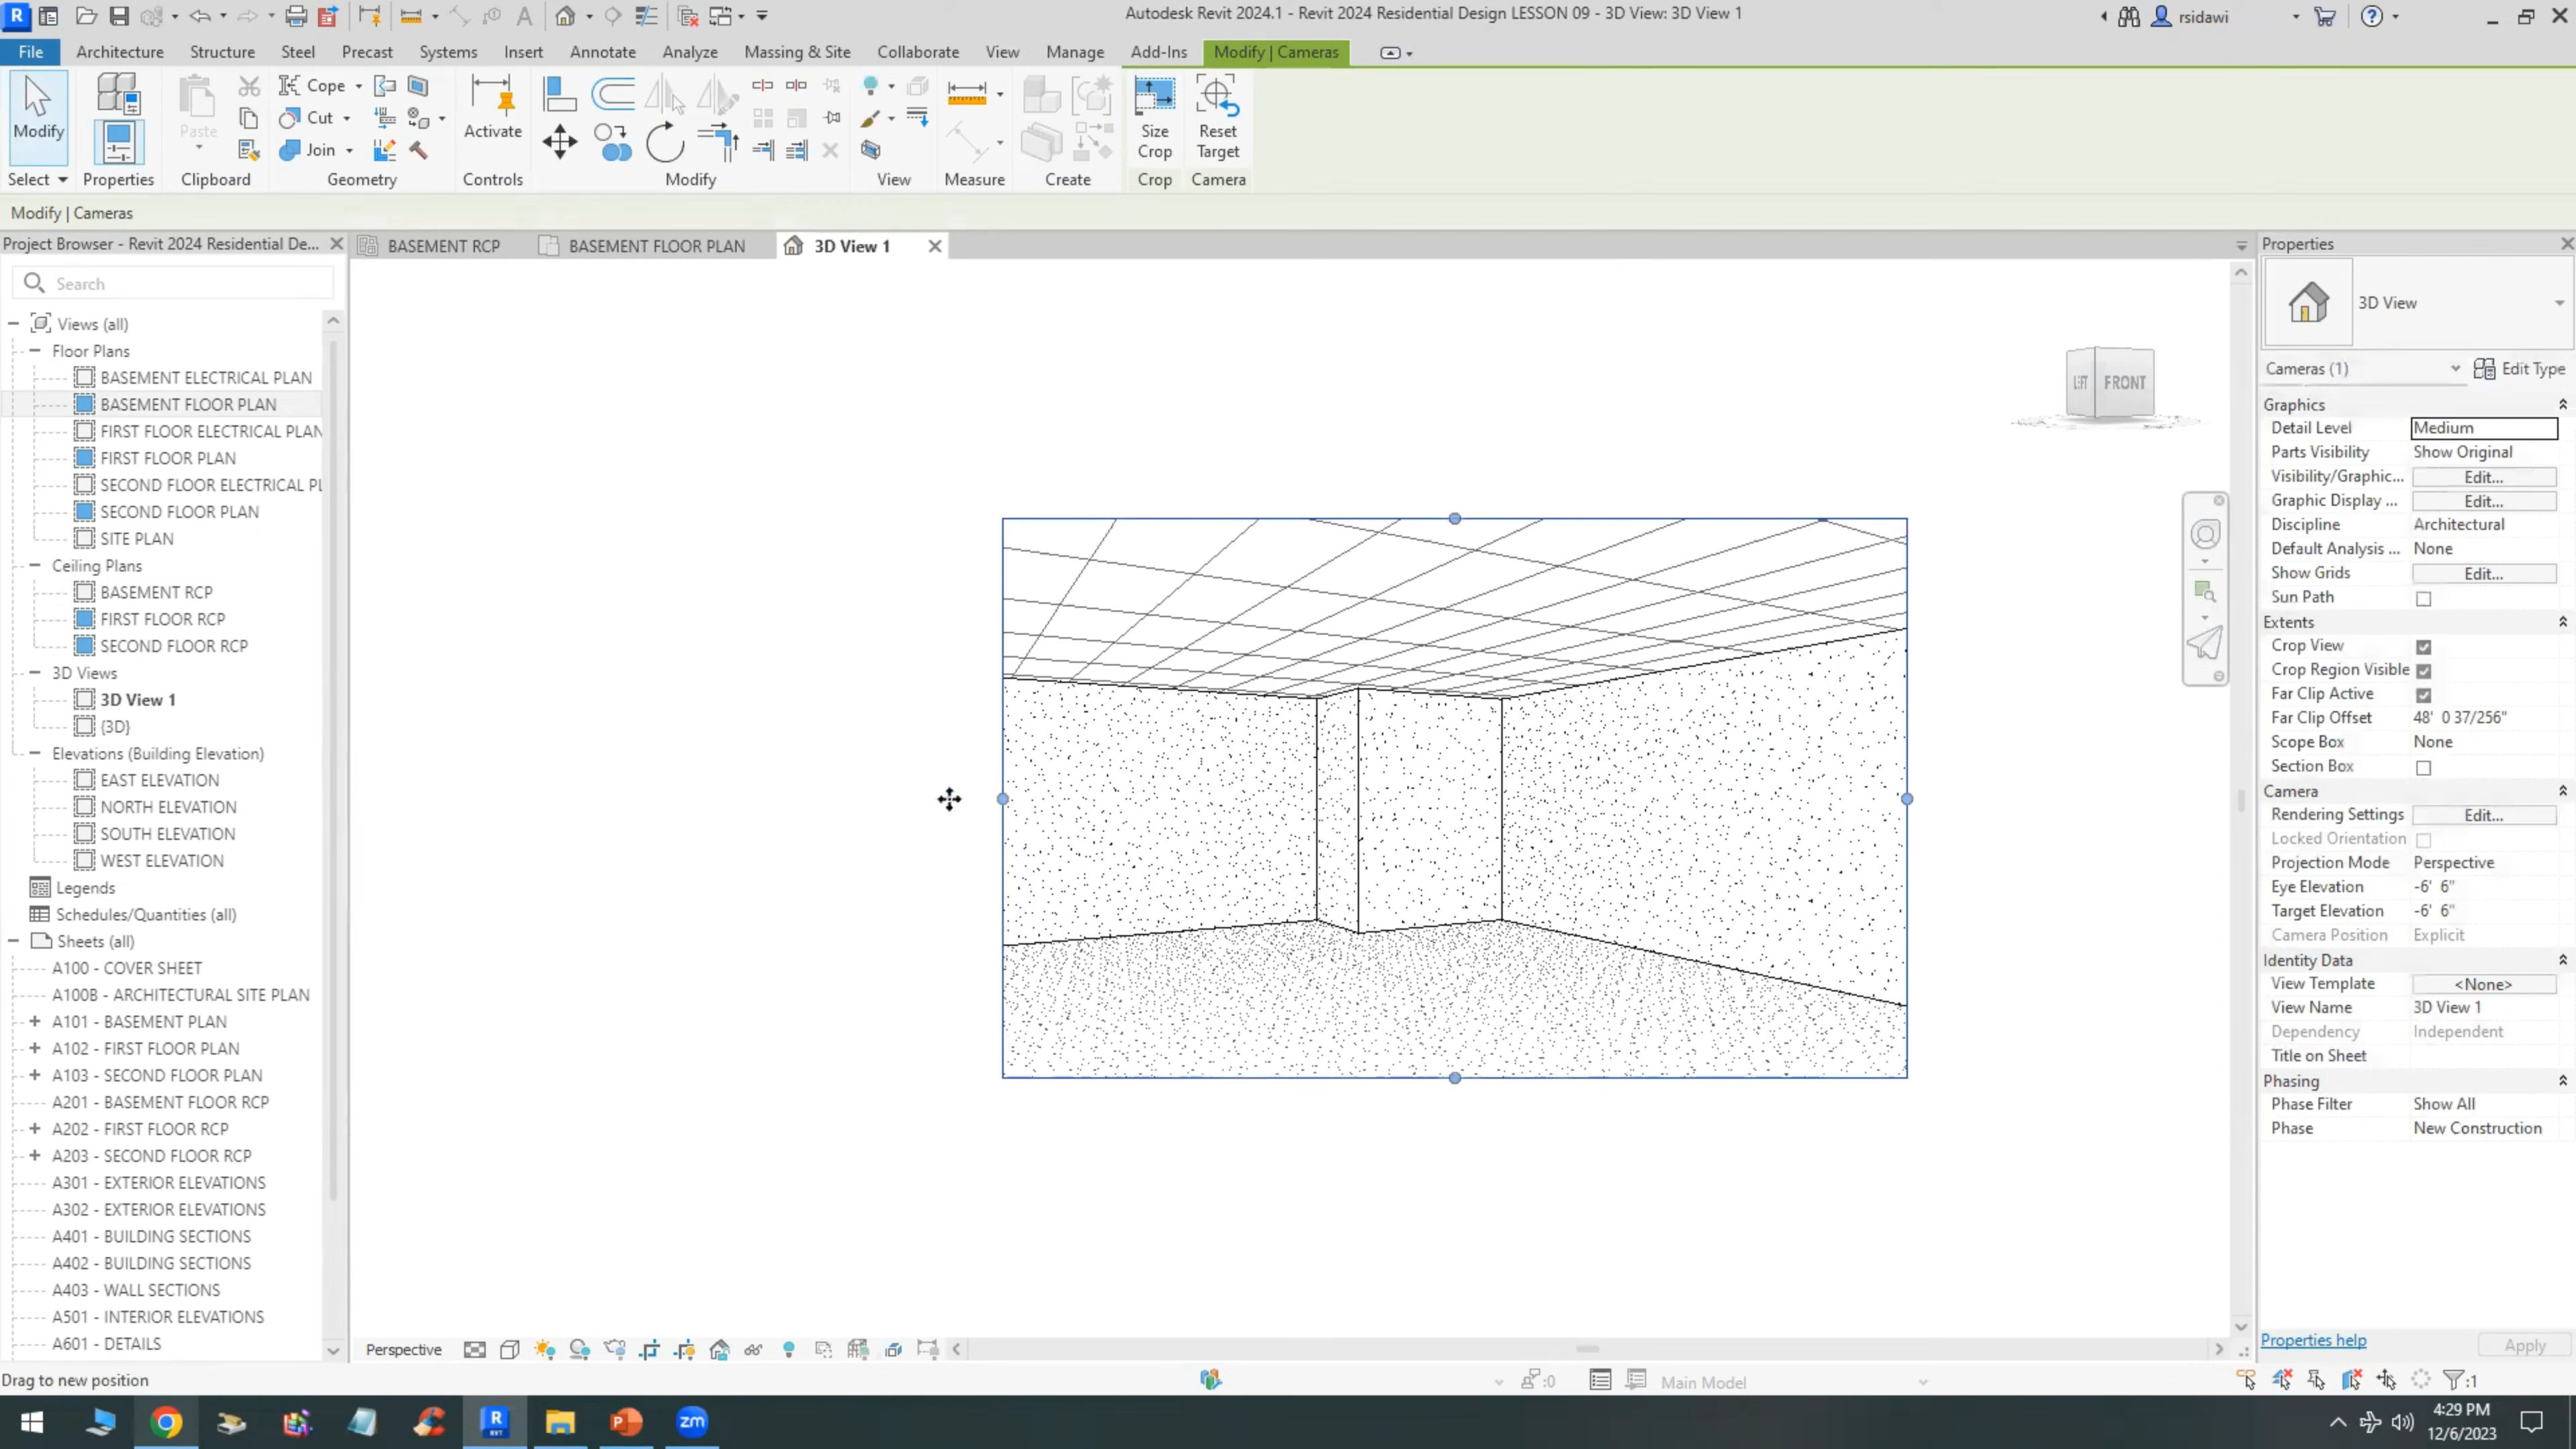 Autodesk Revit 2024.1 - Revit 2024 Residential Design LESSON 09 - 3D View: 3D View 1
rsidawi
File Architecture Structure Steel Precast Systems Insert Annotate Analyze Massing & Site Collaborate View Manage Add-Ins Modify | Cameras
Modify
Paste
Cope
Cut
Join
Activate
Size Crop
Reset Target
Select Properties Clipboard Geometry Controls Modify View Measure Create Crop Camera
Modify | Cameras
Project Browser - Revit 2024 Residential De...
Search
Views (all)
Floor Plans
BASEMENT ELECTRICAL PLAN
BASEMENT FLOOR PLAN
FIRST FLOOR ELECTRICAL PLAN
FIRST FLOOR PLAN
SECOND FLOOR ELECTRICAL PL
SECOND FLOOR PLAN
SITE PLAN
Ceiling Plans
BASEMENT RCP
FIRST FLOOR RCP
SECOND FLOOR RCP
3D Views
3D View 1
{3D}
Elevations (Building Elevation)
EAST ELEVATION
NORTH ELEVATION
SOUTH ELEVATION
WEST ELEVATION
Legends
Schedules/Quantities (all)
Sheets (all)
A100 - COVER SHEET
A100B - ARCHITECTURAL SITE PLAN
A101 - BASEMENT PLAN
A102 - FIRST FLOOR PLAN
A103 - SECOND FLOOR PLAN
A201 - BASEMENT FLOOR RCP
A202 - FIRST FLOOR RCP
A203 - SECOND FLOOR RCP
A301 - EXTERIOR ELEVATIONS
A302 - EXTERIOR ELEVATIONS
A401 - BUILDING SECTIONS
A402 - BUILDING SECTIONS
A403 - WALL SECTIONS
A501 - INTERIOR ELEVATIONS
A601 - DETAILS
BASEMENT RCP BASEMENT FLOOR PLAN 3D View 1
LEFT FRONT
Perspective
Properties
3D View
Cameras (1) Edit Type
Graphics
Detail Level Medium
Parts Visibility Show Original
Visibility/Graphic... Edit...
Graphic Display ... Edit...
Discipline Architectural
Default Analysis ... None
Show Grids Edit...
Sun Path
Extents
Crop View
Crop Region Visible
Far Clip Active
Far Clip Offset 48' 0 37/256"
Scope Box None
Section Box
Camera
Rendering Settings Edit...
Locked Orientation
Projection Mode Perspective
Eye Elevation -6' 6"
Target Elevation -6' 6"
Camera Position Explicit
Identity Data
View Template <None>
View Name 3D View 1
Dependency Independent
Title on Sheet
Phasing
Phase Filter Show All
Phase New Construction
Properties help Apply
Drag to new position
:0 Main Model :1
R RVT
P
zm
4:29 PM
12/6/2023